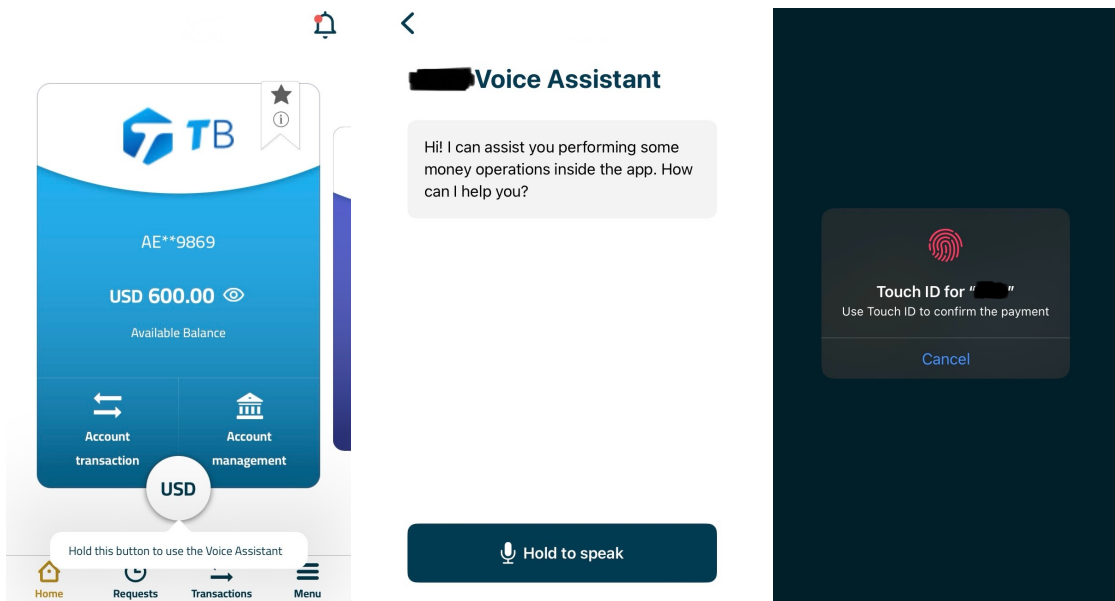 TB
AE**9869
USD 600.00
Available Balance
Account
transaction
Account
management
USD
Hold this button to use the Voice Assistant
Home
Requests
Transactions
Menu
Voice Assistant
Hi! I can assist you performing some
money operations inside the app. How
can I help you?
Hold to speak
Touch ID for “ ”
Use Touch ID to confirm the payment
Cancel